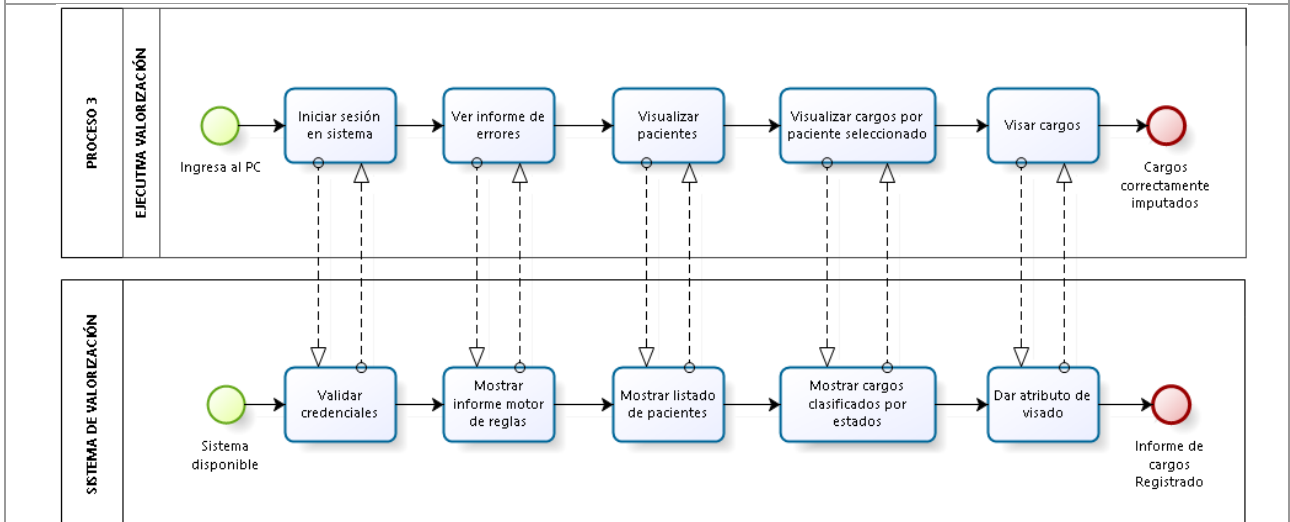 PROCESO 3
EJECUTIVA VALORIZACIÓN
Ingresa al PC
Iniciar sesión
en sistema
Ver informe de
errores
Visualizar
pacientes
Visualizar cargos por
paciente seleccionado
Visar cargos
Cargos
correctamente
imputados
SISTEMA DE VALORIZACIÓN
Sistema
disponible
Validar
credenciales
Mostrar
informe motor
de reglas
Mostrar listado
de pacientes
Mostrar cargos
clasificados por
estados
Dar atributo de
visado
Informe de
cargos
Registrado